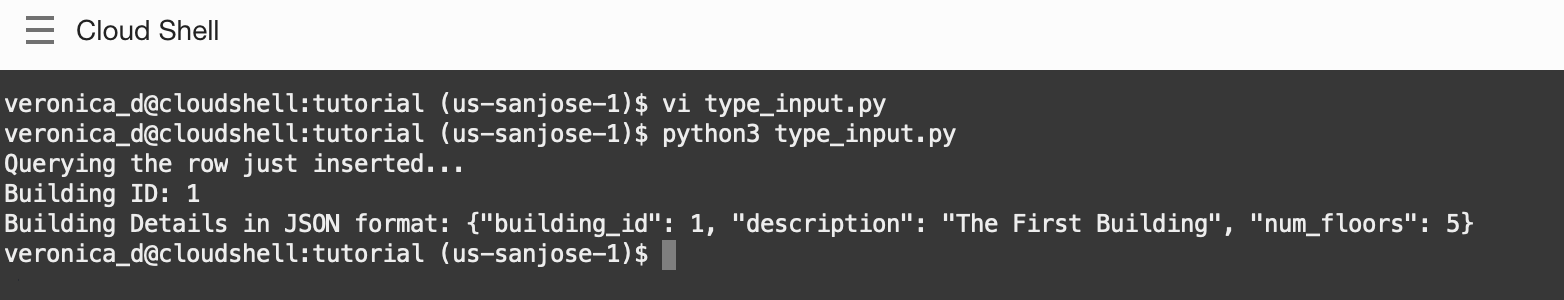 Cloud Shell
veronica_d@cloudshell:tutorial (us-sanjose-1)$ vi type_input.py
veronica_d@cloudshell:tutorial (us-sanjose-1)$ python3 type_input.py
Querying the row just inserted...
Building ID: 1
Building Details in JSON format: {"building_id": 1, "description": "The First Building", "num_floors": 5}
veronica_d@cloudshell:tutorial (us-sanjose-1)$